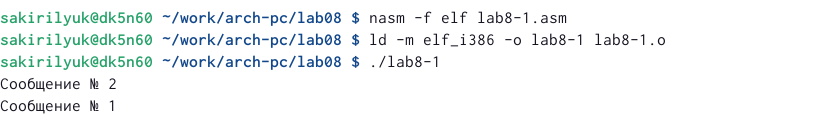 sakirilyuk@dk5n60 ~/work/arch-pc/lab08 $ nasm -f elf lab8-1.asm
sakirilyuk@dk5n60 ~/work/arch-pc/lab08 $ ld -m elf_i386 -o lab8-1 lab8-1.o
sakirilyuk@dk5n60 ~/work/arch-pc/lab08 $ ./lab8-1
Сообщение № 2
Сообщение № 1